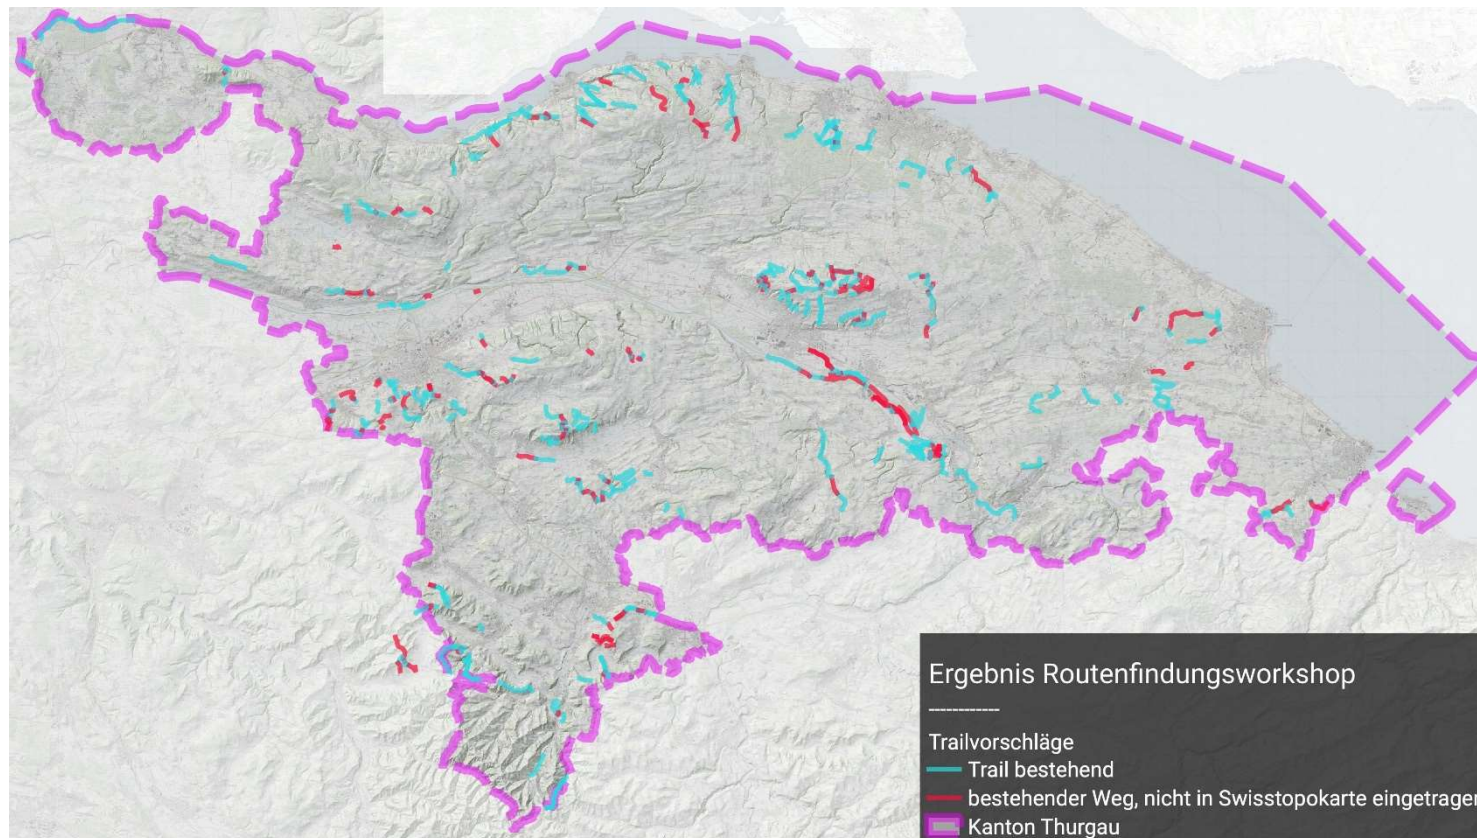 Ergebnis Routenfindungsworkshop
------------
Trailvorschläge
Trail bestehend
bestehender Weg, nicht in Swisstopokarte eingetragen
Kanton Thurgau